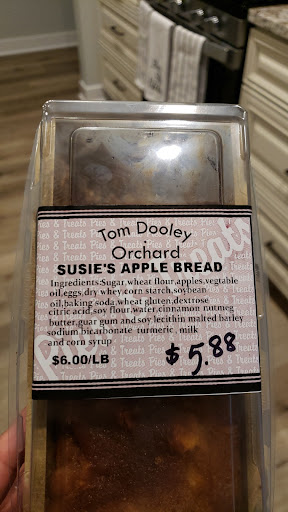 Tom Dooley
Orchard
SUSIE'S APPLE BREAD
Ingredients:Sugar,wheat flour,apples,vegtable
oil,eggs,dry whey,corn starch,soybean
oil,baking soda,wheat gluten,dextrose
citric acid,soy flour,water,cinnamon nutmeg
butter,guar gum and soy lecithin malted barley
sodium bicarbonate turmeric, milk
and corn syrup
$6.00/LB
$5.88